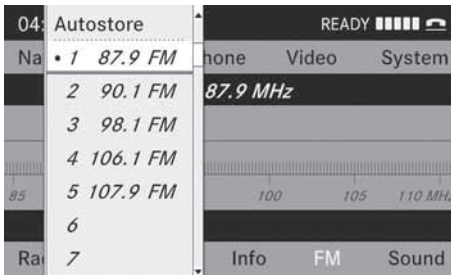 04: Autostore READY
Na • 1 87.9 FM hone Video System
2 90.1 FM 87.9 MHz
3 98.1 FM
4 106.1 FM
85 5 107.9 FM 100 105 110 MHz
6
Ra 7 Info FM Sound